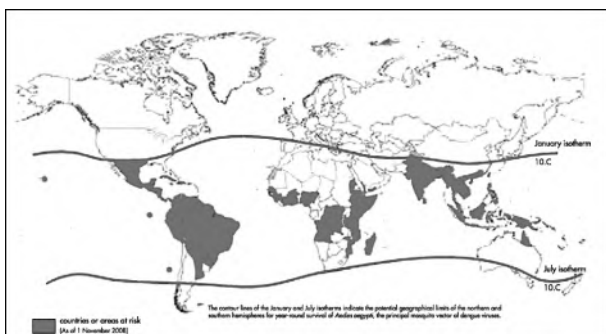 January isotherm
10.C
July isotherm
10.C
The contour lines of the January and July isotherms indicate the potential geographical limits of the northern and
southern hemispheres for year-round survival of Aedes aegypti, the principal mosquito vector of dengue viruses.
countries or areas at risk
(As of 1 November 2008)